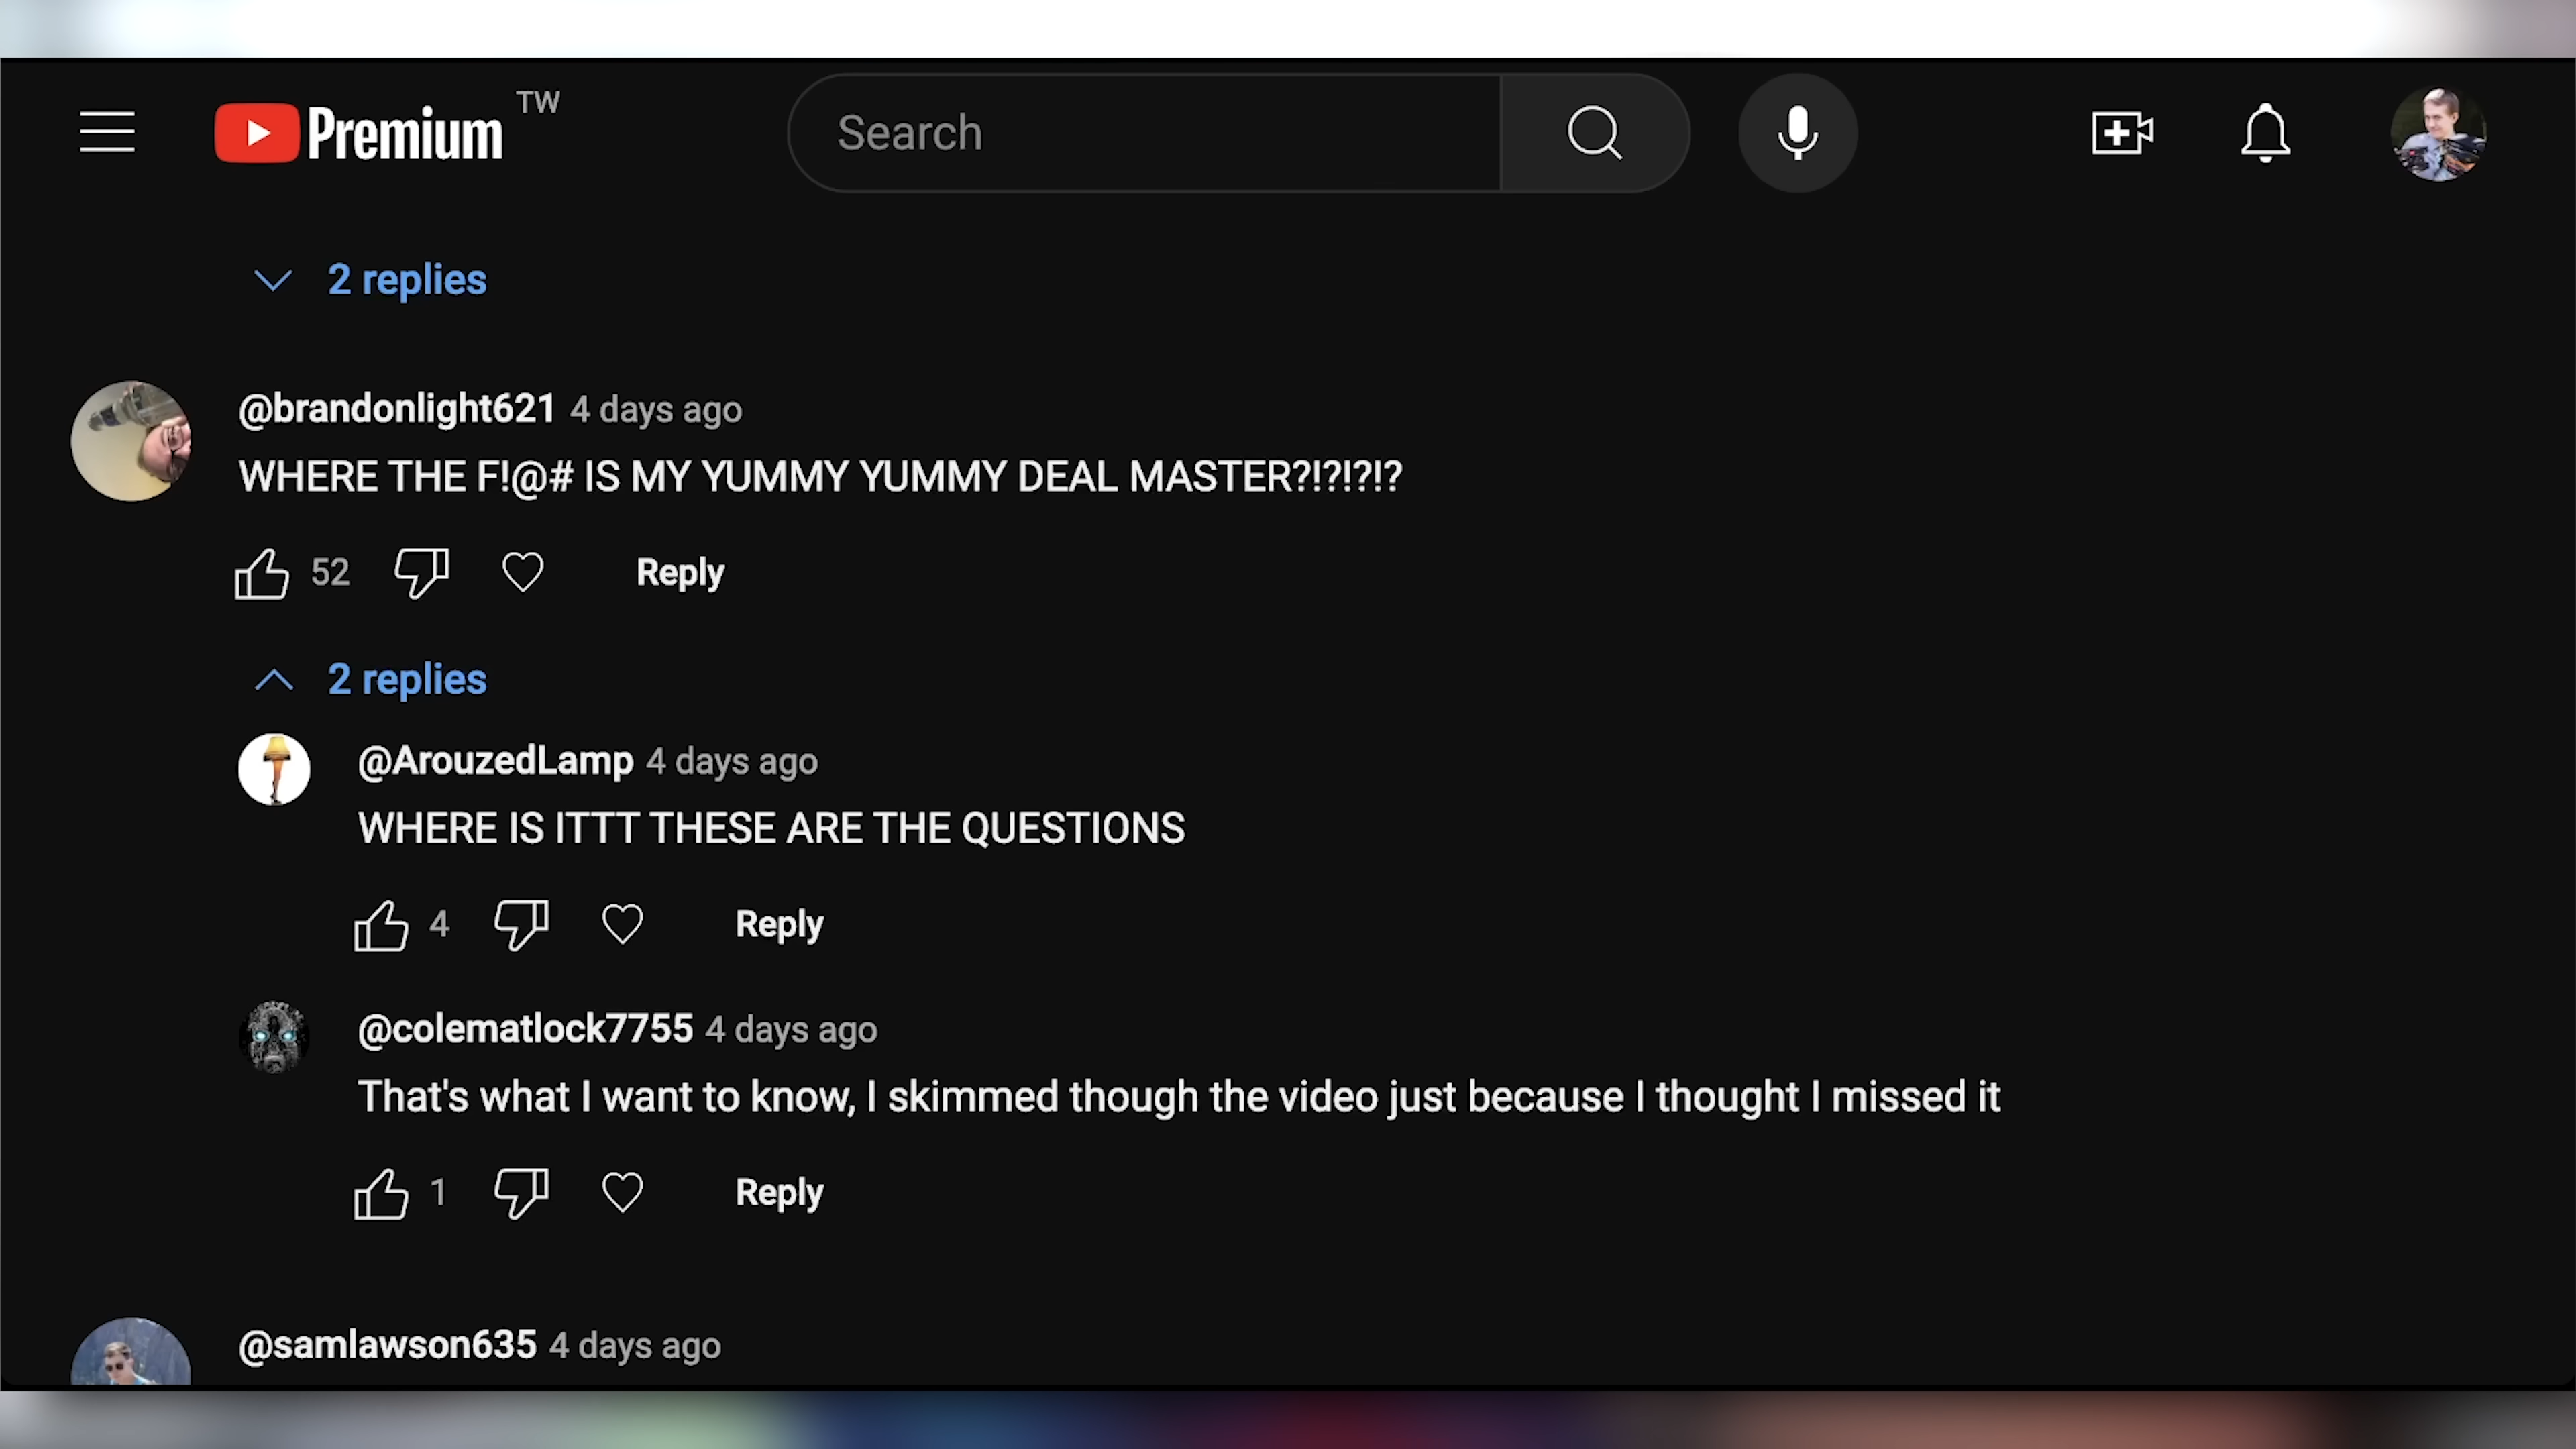 Premium TW
Search
2 replies
@brandonlight621 4 days ago
WHERE THE F!@# IS MY YUMMY YUMMY DEAL MASTER?!?!?!?
52 Reply
2 replies
@ArouzedLamp 4 days ago
WHERE IS ITTT THESE ARE THE QUESTIONS
4 Reply
@colematlock7755 4 days ago
That's what I want to know, I skimmed though the video just because I thought I missed it
1 Reply
@samlawson635 4 days ago